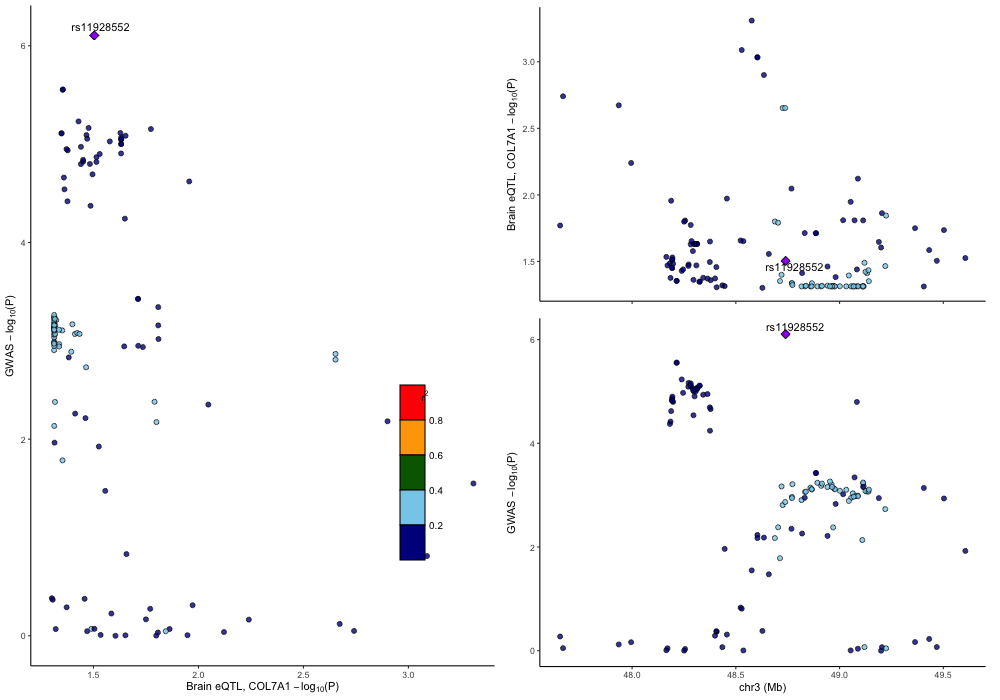 rs11928552
6
4
2
0
GWAS − log10(P)
1.5
2.0
2.5
3.0
Brain eQTL, COL7A1 − log10(P)
r2
0.8
0.6
0.4
0.2
3.0
2.5
2.0
1.5
Brain eQTL, COL7A1 − log10(P)
rs11928552
rs11928552
6
4
2
0
GWAS − log10(P)
48.0
48.5
49.0
49.5
chr3 (Mb)